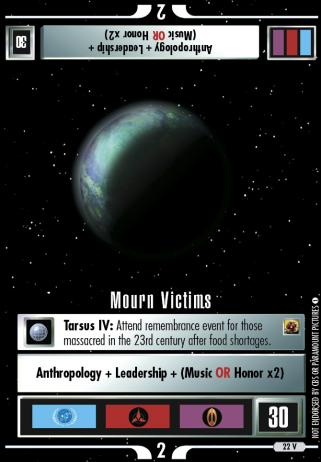 2
Anthropology + Leadership +
(Music OR Honor x2)
30
Mourn Victims
Tarsus IV: Attend remembrance event for those
massacred in the 23rd century after food shortages.
Anthropology + Leadership + (Music OR Honor x2)
30
2
22 V
NOT ENDORSED BY CBS OR PARAMOUNT PICTURES